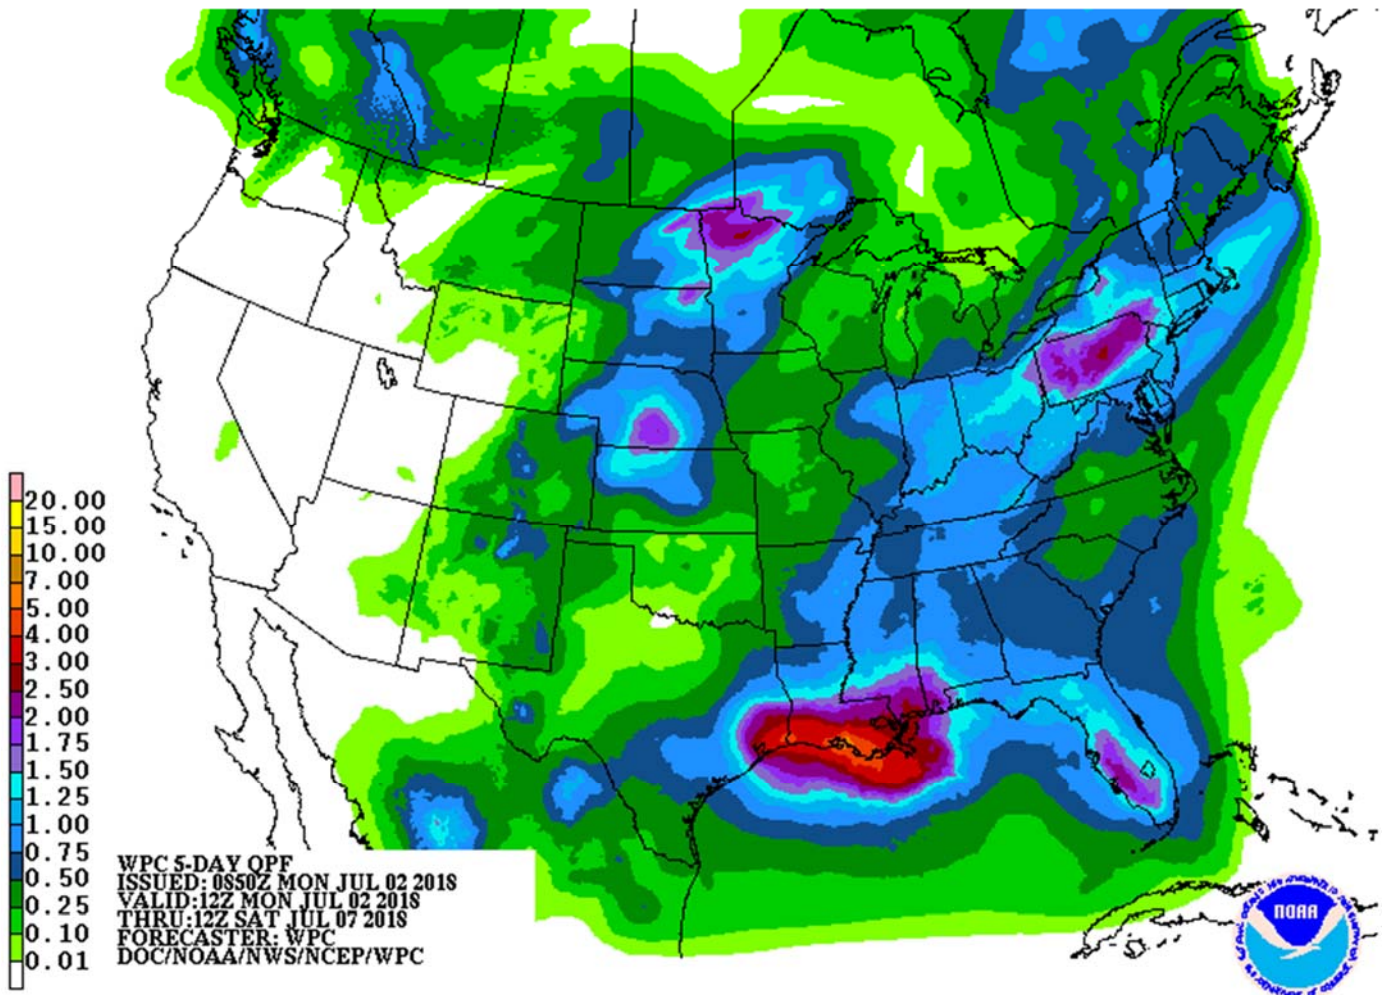 20.00
15.00
10.00
7.00
5.00
4.00
3.00
2.50
2.00
1.75
1.50
1.25
1.00
0.75
0.50
0.25
0.10
0.01
WPC 5-DAY QPF
ISSUED: 0850Z MON JUL 02 2018
VALID:12Z MON JUL 02 2018
THRU:12Z SAT JUL 07 2018
FORECASTER: WPC
DOC/NOAA/NWS/NCEP/WPC
NOAA